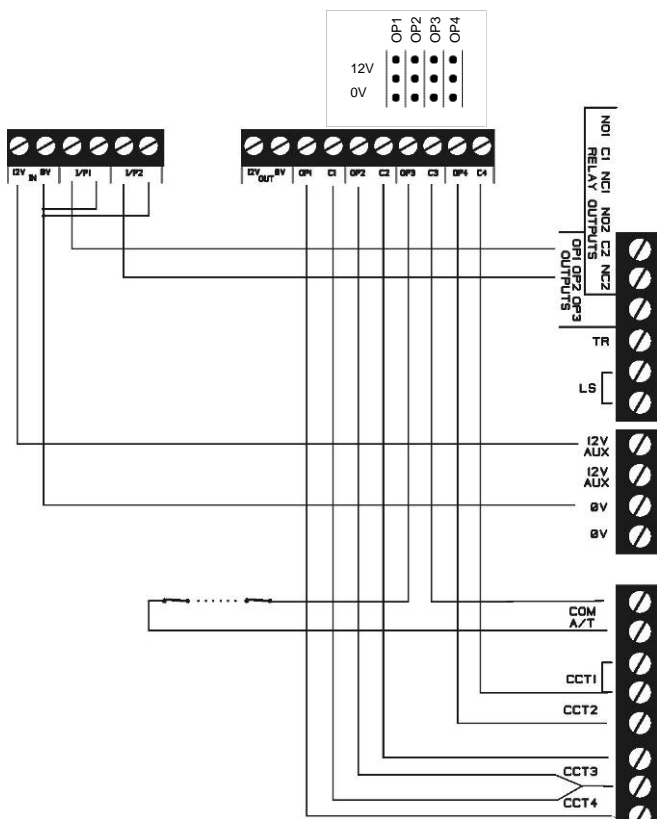 OP1 OP2 OP3 OP4
12V
0V
12V IN 0V I/P1 I/P2
12V OUT 0V OP1 C1 OP2 C2 OP3 C3 OP4 C4
NO1 C1 NC1 NO2 C2 NC2
RELAY OUTPUTS
OP1 OP2 OP3
OUTPUTS
TR
LS
12V
AUX
12V
AUX
0V
0V
COM
A/T
CCT1
CCT2
CCT3
CCT4